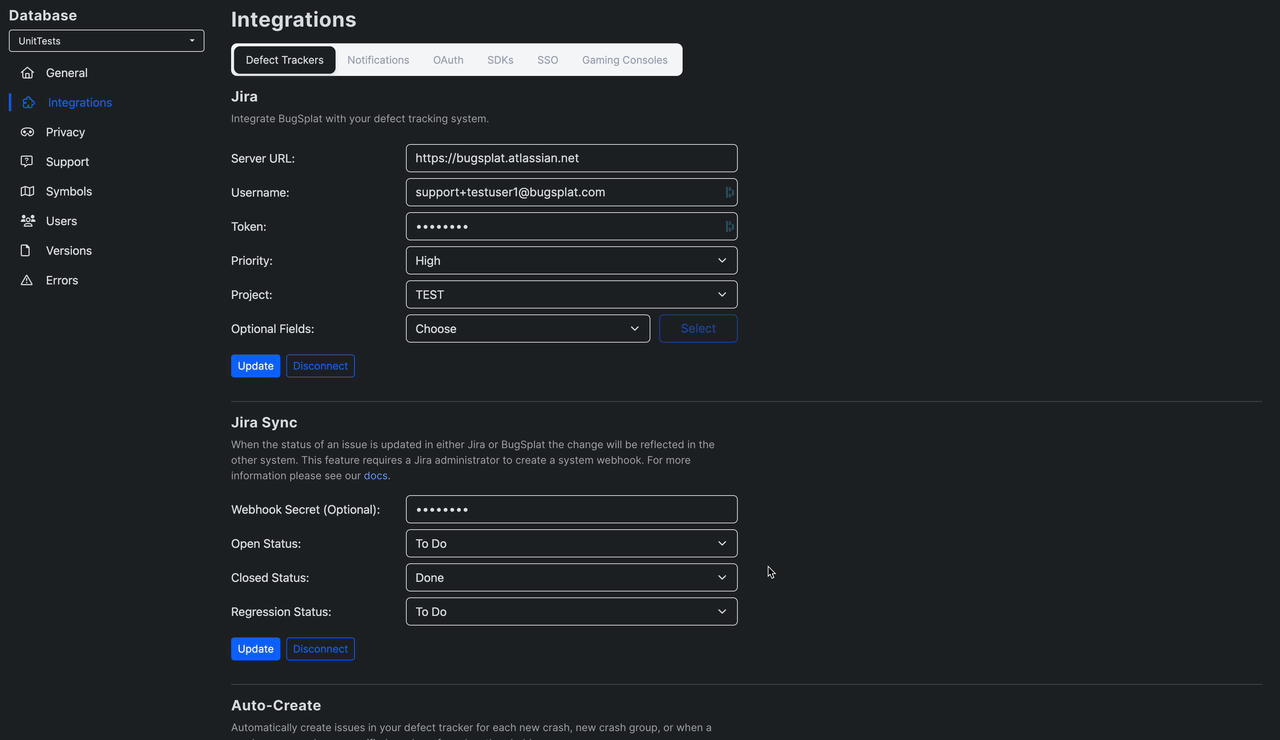 Database
UnitTests
General
Integrations
Privacy
Support
Symbols
Users
Versions
Errors
Integrations
Defect Trackers Notifications OAuth SDKs SSO Gaming Consoles
Jira
Integrate BugSplat with your defect tracking system.
Server URL: https://bugsplat.atlassian.net
Username: support+testuser1@bugsplat.com
Token: ••••••••
Priority: High
Project: TEST
Optional Fields: Choose Select
Update Disconnect
Jira Sync
When the status of an issue is updated in either Jira or BugSplat the change will be reflected in the
other system. This feature requires a Jira administrator to create a system webhook. For more
information please see our docs.
Webhook Secret (Optional): ••••••••
Open Status: To Do
Closed Status: Done
Regression Status: To Do
Update Disconnect
Auto-Create
Automatically create issues in your defect tracker for each new crash, new crash group, or when a